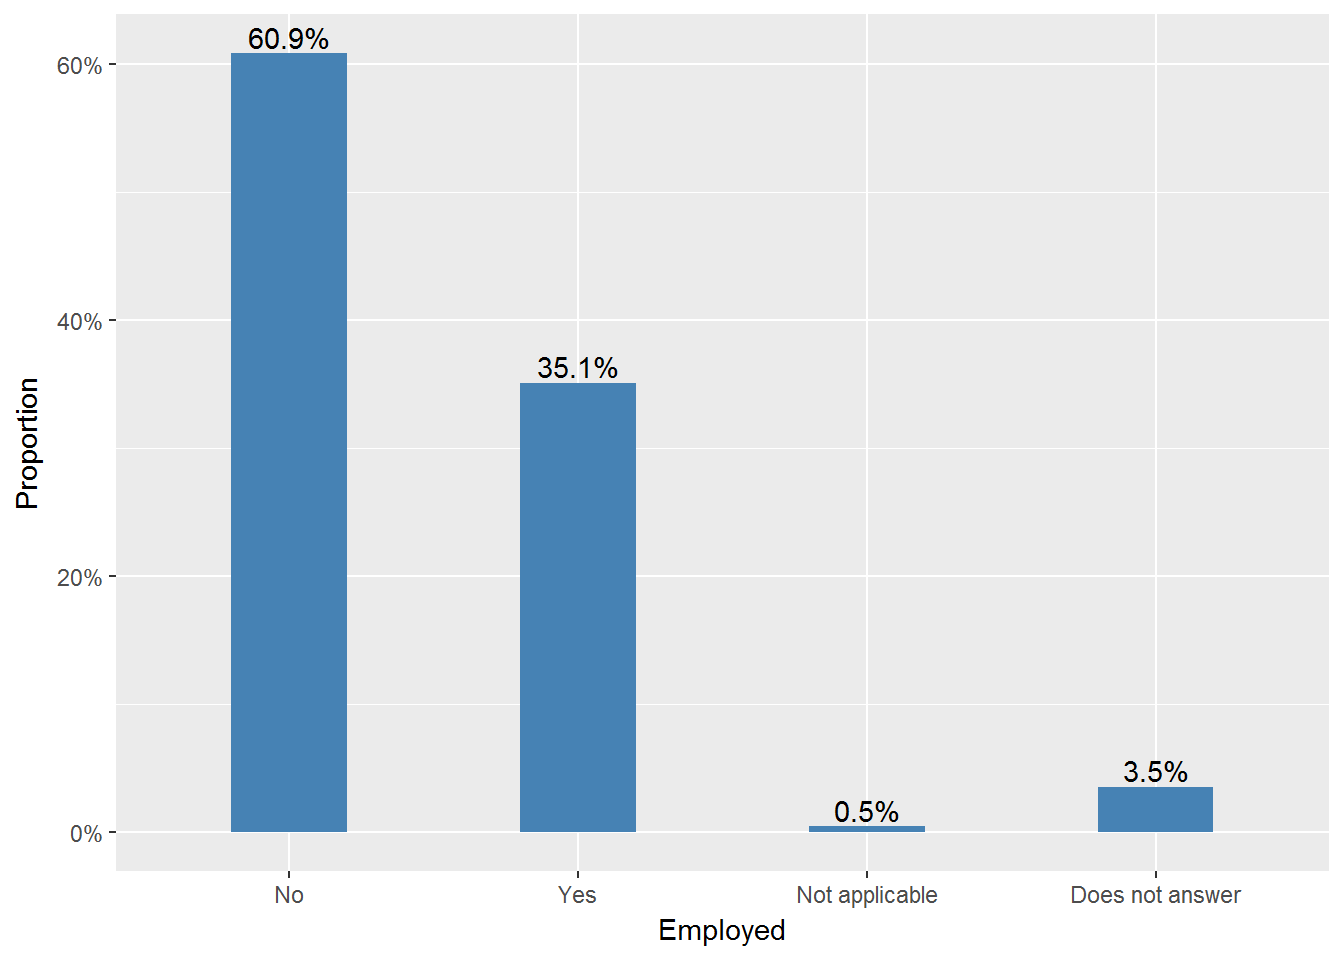 60.9%
60%
40%
35.1%
20%
3.5%
0.5%
0%
Proportion
No
Yes
Not applicable
Does not answer
Employed